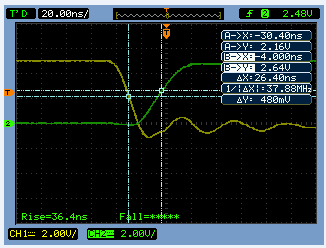 T'D 20.00ns/ 2 2.48V
T
A->X:-30.40ns
A->Y: 2.16V
B->X:-4.000ns
B->Y: 2.64V
ΔX:26.40ns
1/|ΔX|:37.88MHz
ΔY: 480mV
T
2
Rise=36.4ns Fall=*****
CH1= 2.00V/ CH2= 2.00V/